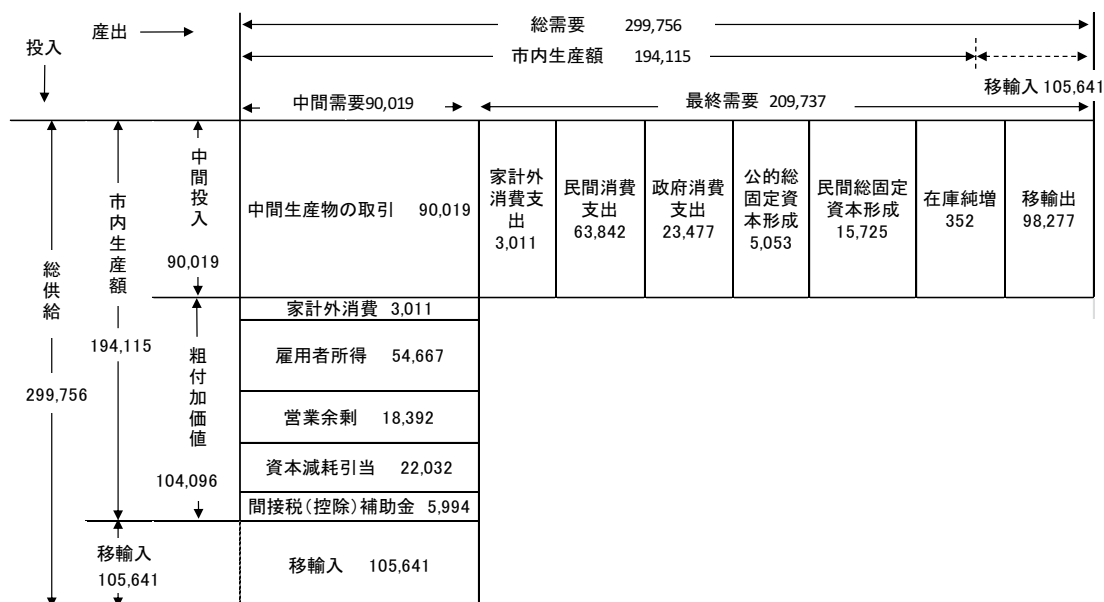 産出
総需要 299,756
投入
市内生産額 194,115
移輸入 105,641
中間需要90,019
最終需要 209,737
総供給
299,756
市内生産額
194,115
中間投入
90,019
中間生産物の取引 90,019
家計外
消費支
出
3,011
民間消費
支出
63,842
政府消費
支出
23,477
公的総
固定資
本形成
5,053
民間総固定
資本形成
15,725
在庫純増
352
移輸出
98,277
粗付加価値
104,096
家計外消費 3,011
雇用者所得 54,667
営業余剰 18,392
資本減耗引当 22,032
間接税(控除)補助金 5,994
移輸入
105,641
移輸入 105,641